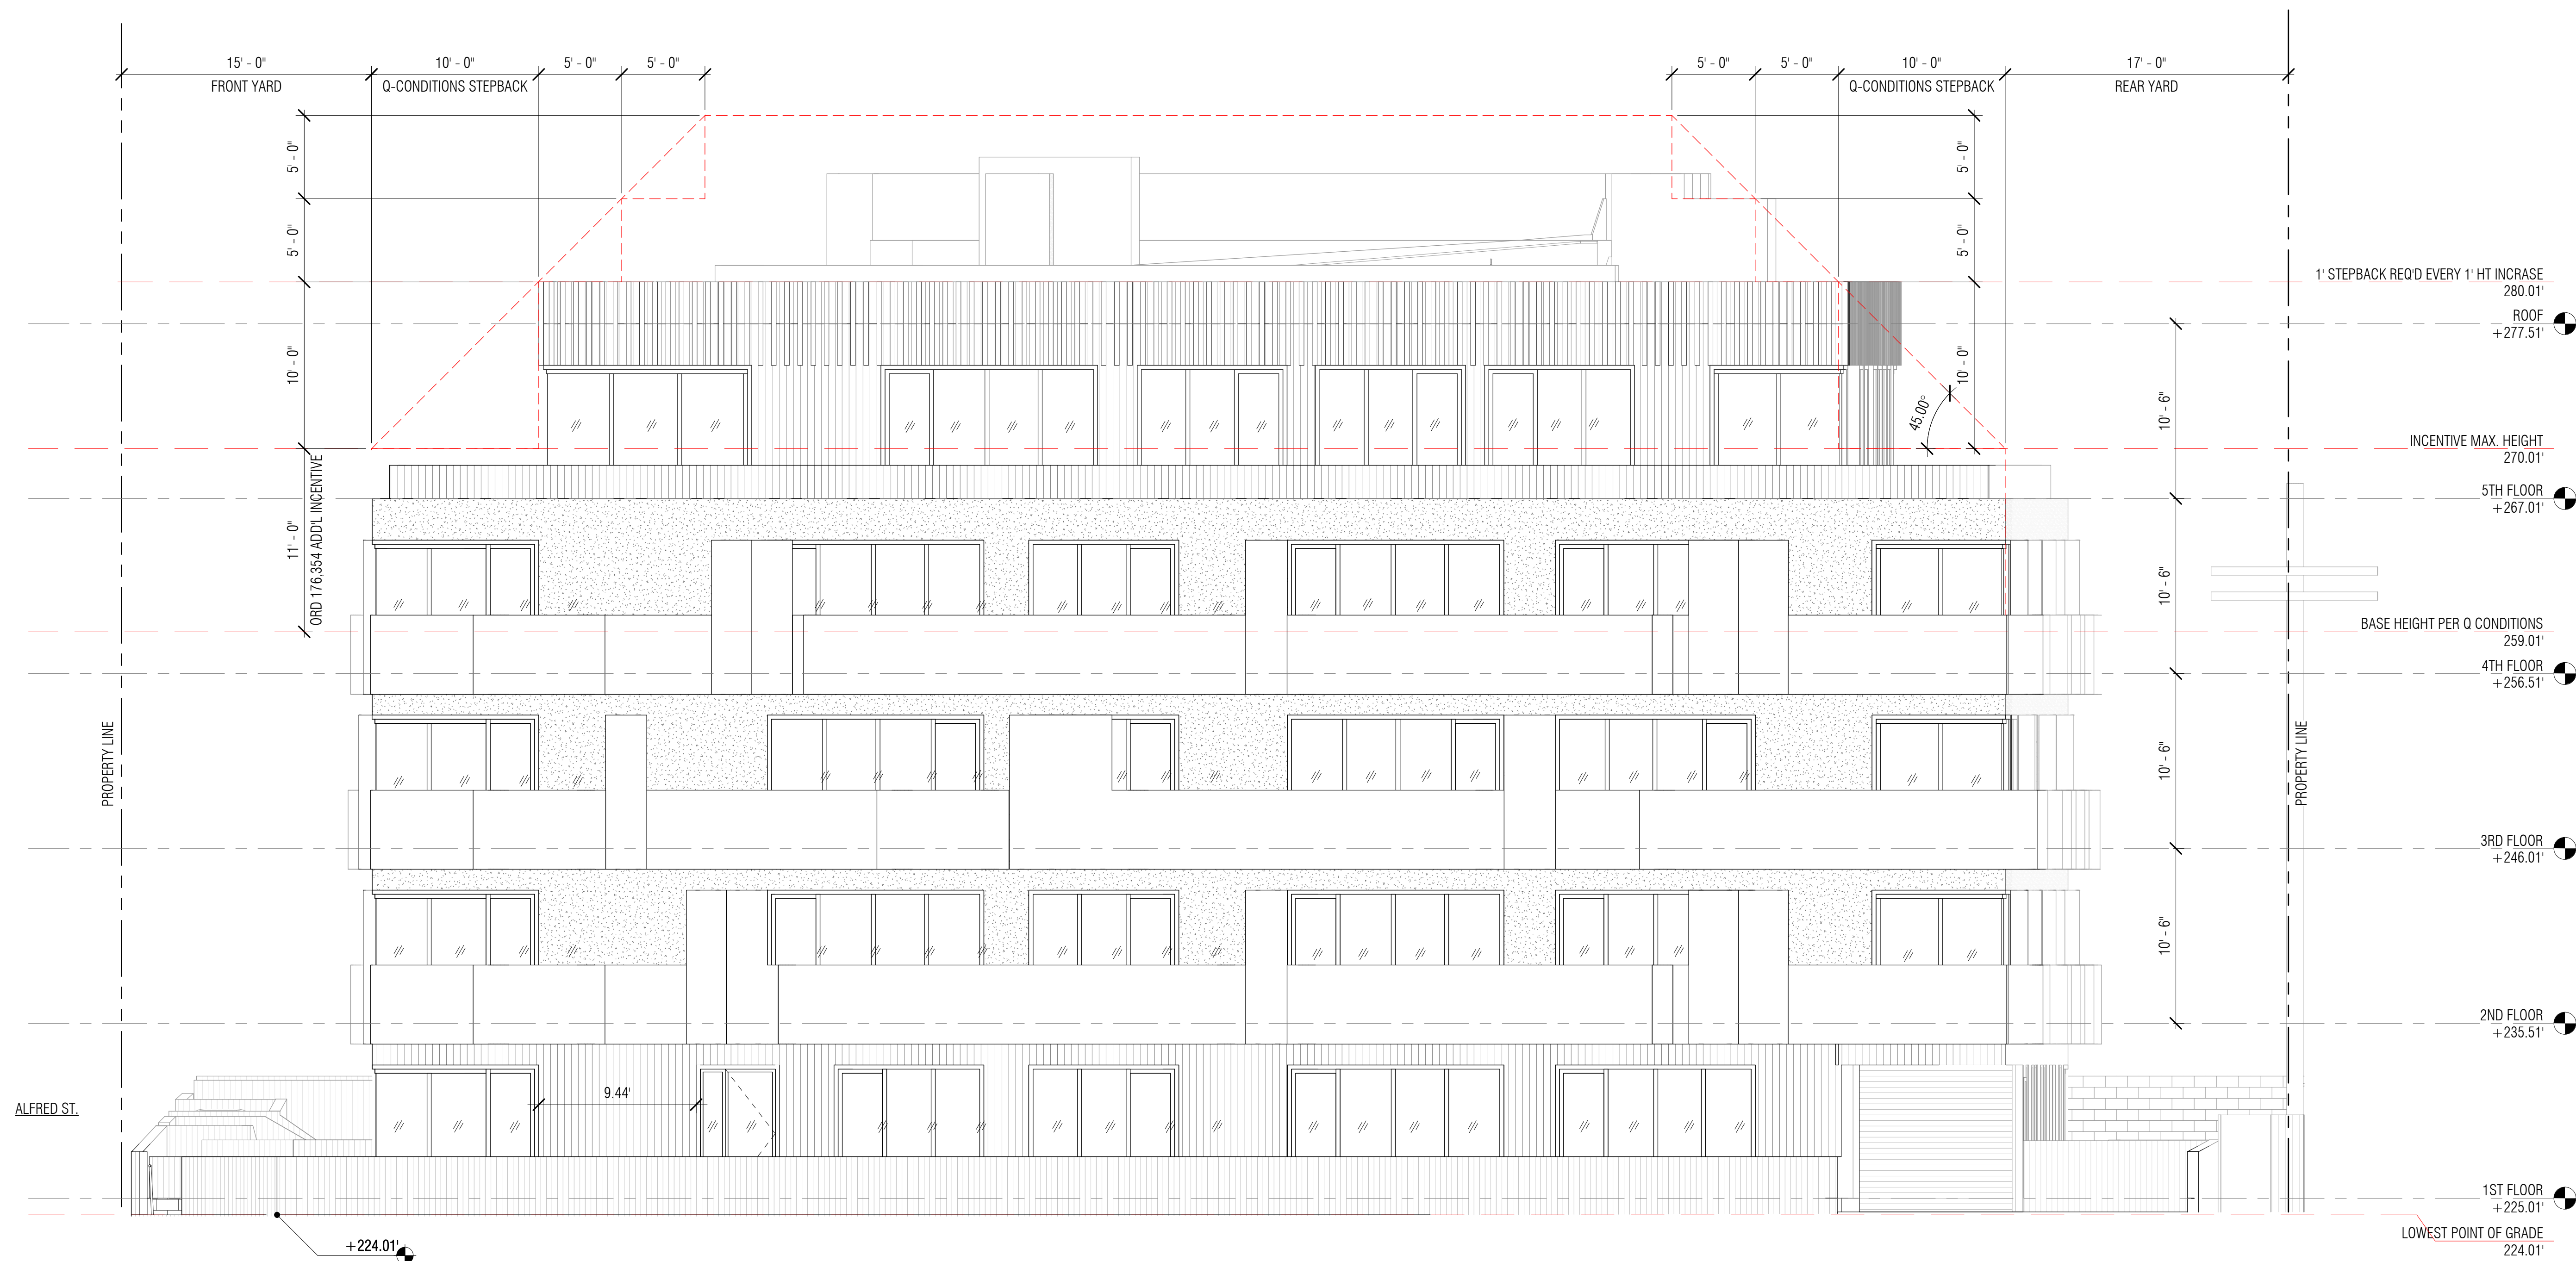 15' - 0"
10' - 0"
5' - 0"
5' - 0"
5' - 0"
5' - 0"
10' - 0"
17' - 0"
FRONT YARD
Q-CONDITIONS STEPBACK
Q-CONDITIONS STEPBACK
REAR YARD
5' - 0"
5' - 0"
5' - 0"
5' - 0"
1' STEPBACK REQ'D EVERY 1' HT INCRASE
280.01'
ROOF
+277.51'
10' - 0"
10' - 0"
45.00°
10' - 6"
INCENTIVE MAX. HEIGHT
270.01'
5TH FLOOR
+267.01'
11' - 0"
ORD 176,354 ADD'L INCENTIVE
10' - 6"
BASE HEIGHT PER Q CONDITIONS
259.01'
4TH FLOOR
+256.51'
PROPERTY LINE
10' - 6"
PROPERTY LINE
3RD FLOOR
+246.01'
10' - 6"
2ND FLOOR
+235.51'
9.44'
ALFRED ST.
1ST FLOOR
+225.01'
LOWEST POINT OF GRADE
224.01'
+224.01'